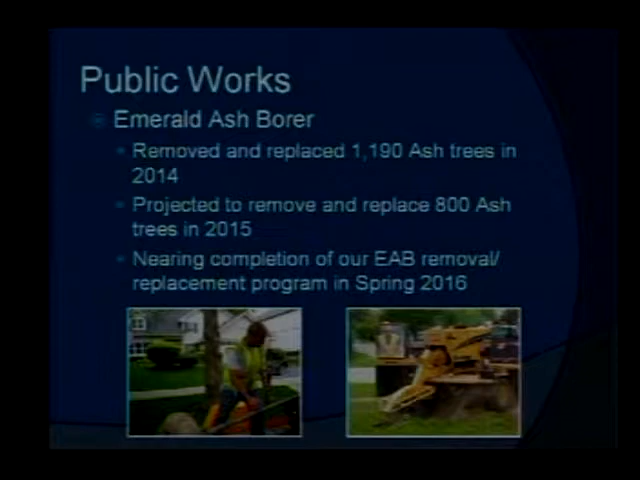 Public Works
Emerald Ash Borer
Removed and replaced 1,190 Ash trees in
2014
Projected to remove and replace 800 Ash
trees in 2015
Nearing completion of our EAB removal/
replacement program in Spring 2016